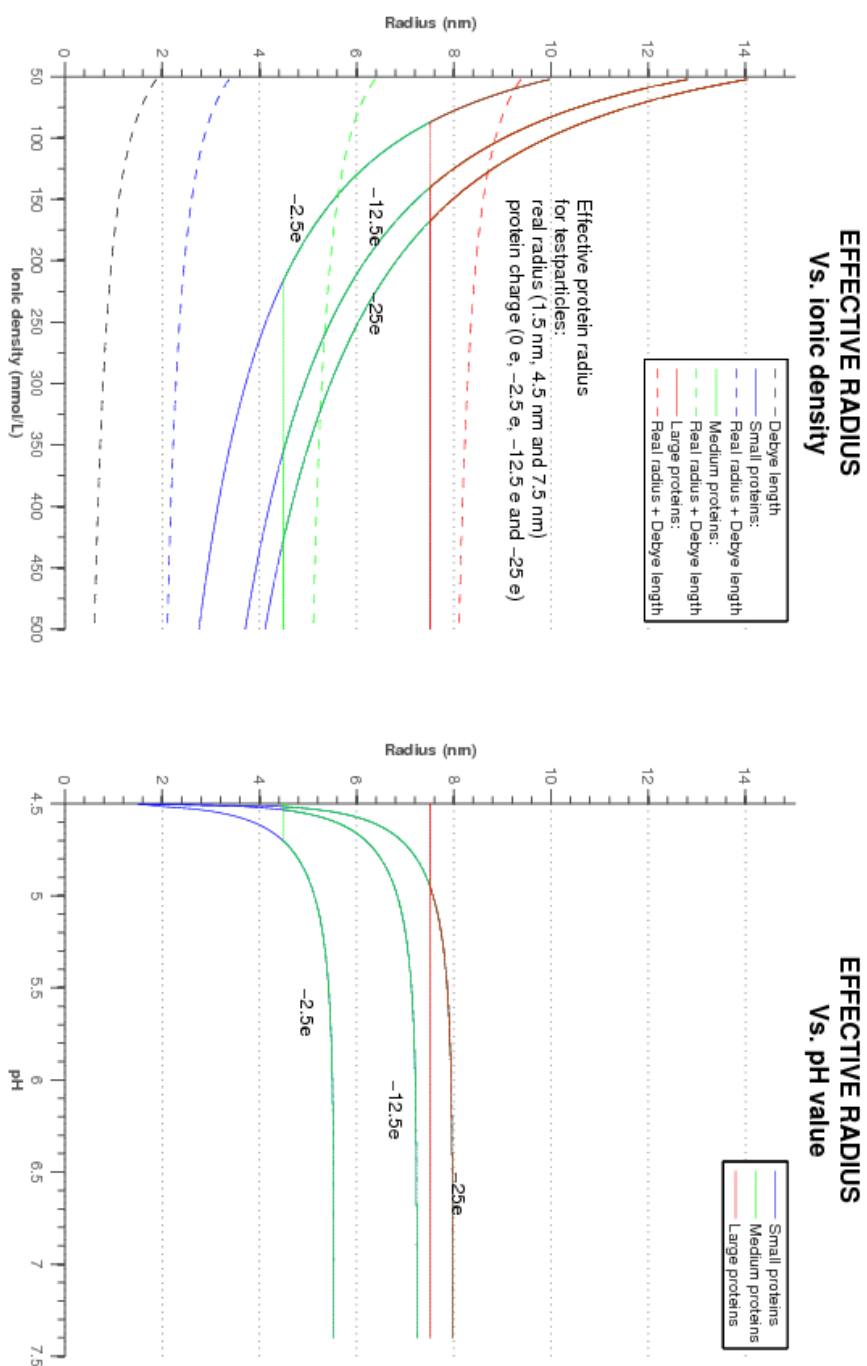 EFFECTIVE RADIUS
Vs. ionic density
Debye length
Small proteins:
Real radius + Debye length
Medium proteins:
Real radius + Debye length
Large proteins:
Real radius + Debye length
Effective protein radius
for testparticles:
real radius (1.5 nm, 4.5 nm and 7.5 nm)
protein charge (0 e, −2.5 e, −12.5 e and −25 e)
−2.5e
−12.5e
−25e
Radius (nm)
0 2 4 6 8 10 12 14
50 100 150 200 250 300 350 400 450 500
Ionic density (mmol/L)
EFFECTIVE RADIUS
Vs. pH value
Small proteins
Medium proteins
Large proteins
−2.5e
−12.5e
−25e
Radius (nm)
0 2 4 6 8 10 12 14
4.5 5 5.5 6 6.5 7 7.5
pH